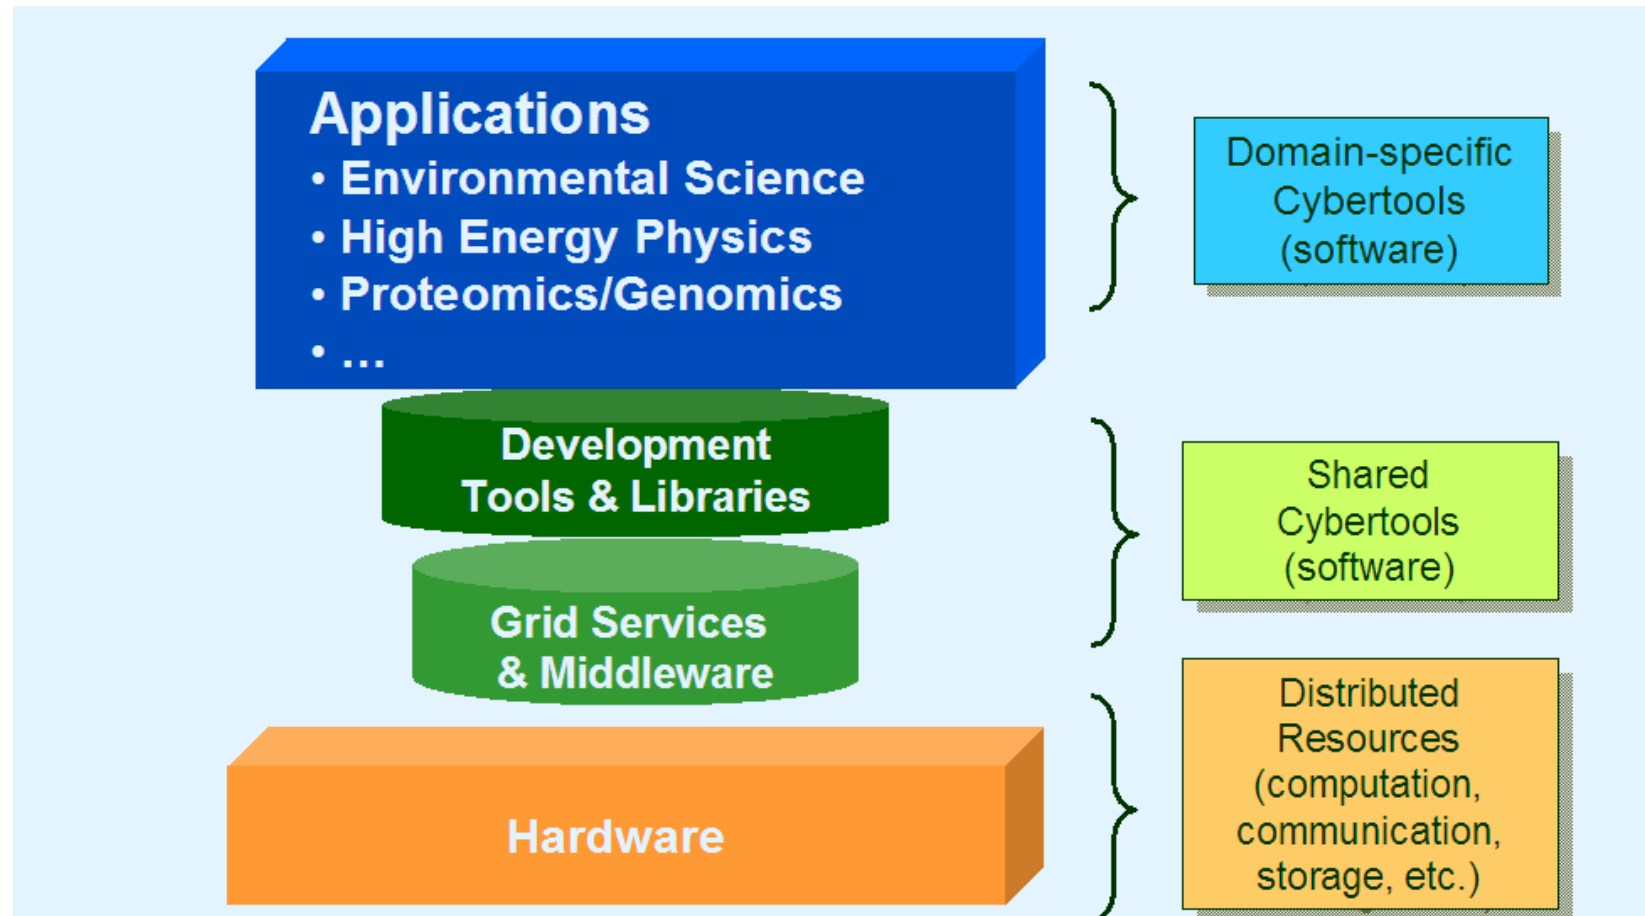 Applications
• Environmental Science
• High Energy Physics
• Proteomics/Genomics
• ...
Domain-specific
Cybertools
(software)
Development
Tools & Libraries
Grid Services
& Middleware
Shared
Cybertools
(software)
Hardware
Distributed
Resources
(computation,
communication,
storage, etc.)